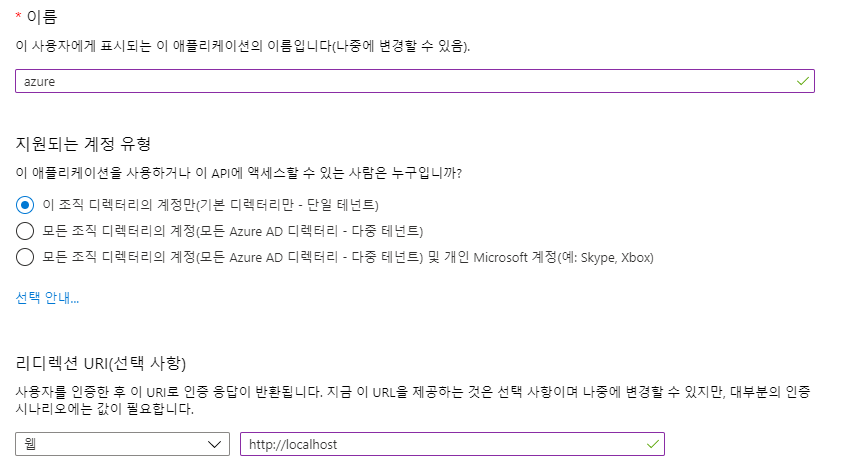 * 이름
이 사용자에게 표시되는 이 애플리케이션의 이름입니다(나중에 변경할 수 있음).
azure
지원되는 계정 유형
이 애플리케이션을 사용하거나 이 API에 액세스할 수 있는 사람은 누구입니까?
이 조직 디렉터리의 계정만(기본 디렉터리만 - 단일 테넌트)
모든 조직 디렉터리의 계정(모든 Azure AD 디렉터리 - 다중 테넌트)
모든 조직 디렉터리의 계정(모든 Azure AD 디렉터리 - 다중 테넌트) 및 개인 Microsoft 계정(예: Skype, Xbox)
선택 안내...
리디렉션 URI(선택 사항)
사용자를 인증한 후 이 URI로 인증 응답이 반환됩니다. 지금 이 URL을 제공하는 것은 선택 사항이며 나중에 변경할 수 있지만, 대부분의 인증
시나리오에는 값이 필요합니다.
웹
http://localhost